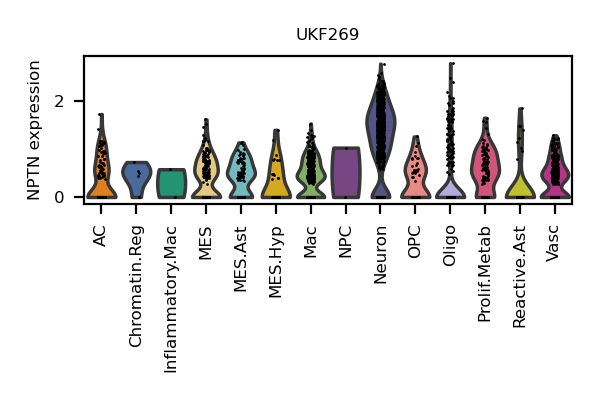 UKF269
NPTN expression
2
0
AC
Chromatin.Reg
Inflammatory.Mac
MES
MES.Ast
MES.Hyp
Mac
NPC
Neuron
OPC
Oligo
Prolif.Metab
Reactive.Ast
Vasc